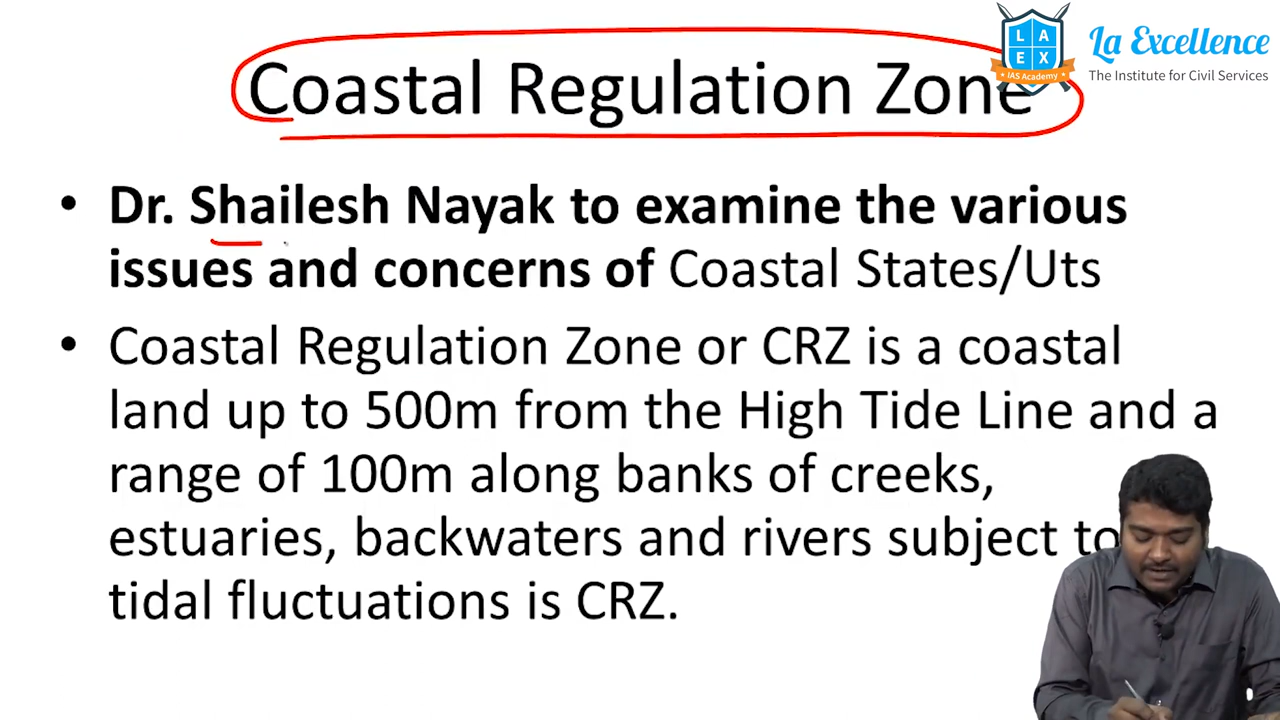 Coastal Regulation Zone
L A
E X
IAS Academy
La Excellence
The Institute for Civil Services
• Dr. Shailesh Nayak to examine the various
issues and concerns of Coastal States/Uts
• Coastal Regulation Zone or CRZ is a coastal
land up to 500m from the High Tide Line and a
range of 100m along banks of creeks,
estuaries, backwaters and rivers subject to
tidal fluctuations is CRZ.